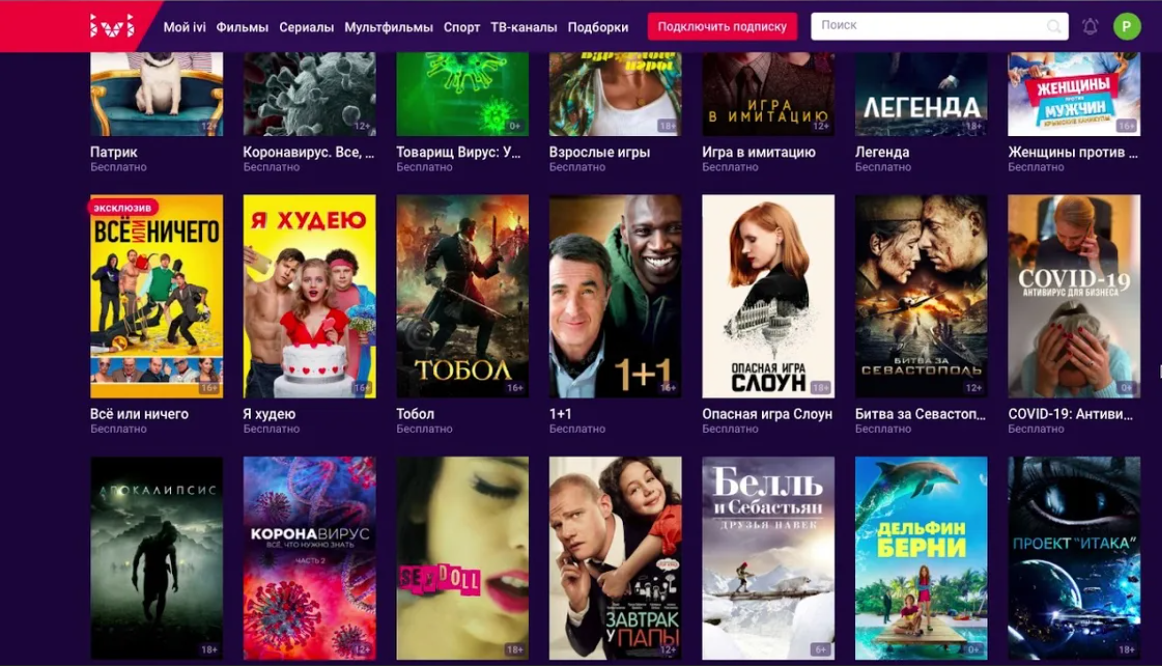 ivi
Мой ivi Фильмы Сериалы Мультфильмы Спорт ТВ-каналы Подборки Подключить подписку Поиск P
12+ 12+ 0+ 18+ ИГРА 12+ ЛЕГЕНДА 18+ ЖЕНЩИНЫ
В ИМИТАЦИЮ против
МУЖЧИН
КРЫМСКИЕ КАНИКУЛЫ 16+
Патрик Коронавирус. Все, ... Товарищ Вирус: У... Взрослые игры Игра в имитацию Легенда Женщины против ...
Бесплатно Бесплатно Бесплатно Бесплатно Бесплатно Бесплатно Бесплатно
эксклюзив
ВСЁ ИЛИ НИЧЕГО Я ХУДЕЮ
COVID-19
АНТИВИРУС ДЛЯ БИЗНЕСА
ТОБОЛ 1+1 ОПАСНАЯ ИГРА БИТВА ЗА
СЛОУН СЕВАСТОПОЛЬ
16+ 16+ 16+ 16+ 18+ 12+ 0+
Всё или ничего Я худею Тобол 1+1 Опасная игра Слоун Битва за Севастоп... COVID-19: Антиви...
Бесплатно Бесплатно Бесплатно Бесплатно Бесплатно Бесплатно Бесплатно
АПОКАЛИПСИС Белль
и Себастьян
ДРУЗЬЯ НАВЕК
КОРОНАВИРУС ДЕЛЬФИН
ВСЁ, ЧТО НУЖНО ЗНАТЬ БЕРНИ ПРОЕКТ "ИТАКА"
ЧАСТЬ 2
SEX DOLL
ЗАВТРАК
У ПАПЫ
18+ 12+ 18+ 12+ 6+ 0+ 18+